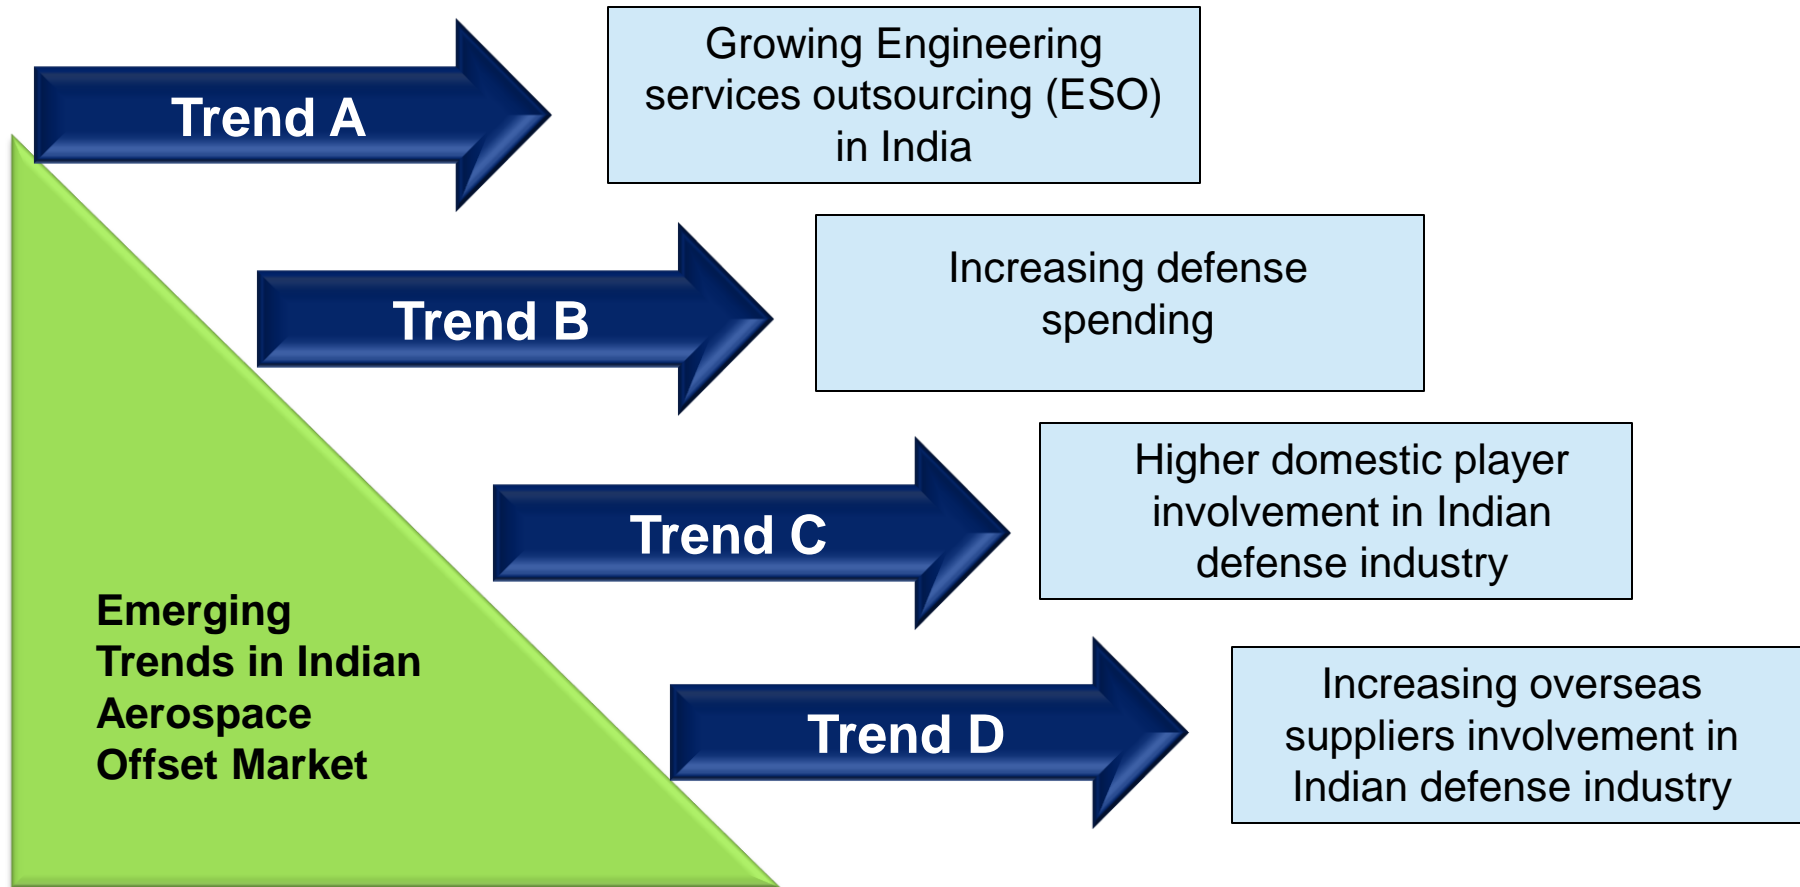 Trend A
Growing Engineering
services outsourcing (ESO)
in India
Trend B
Increasing defense
spending
Trend C
Higher domestic player
involvement in Indian
defense industry
Trend D
Increasing overseas
suppliers involvement in
Indian defense industry
Emerging
Trends in Indian
Aerospace
Offset Market